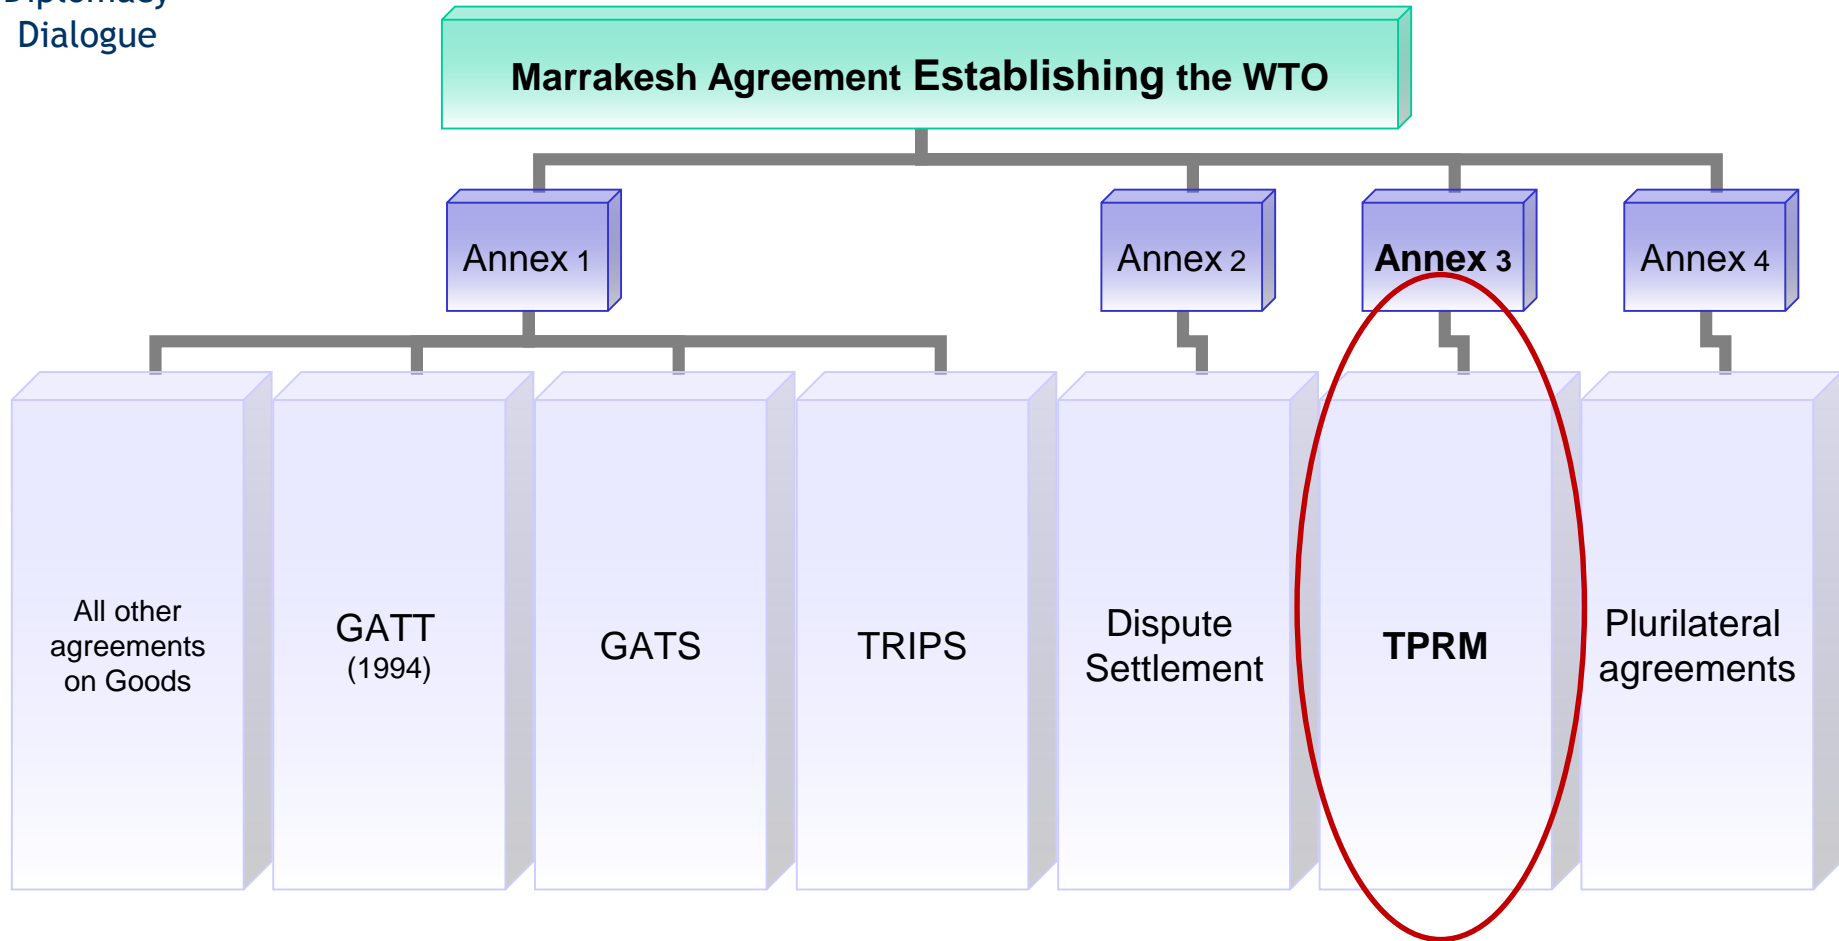 Diplomacy
Dialogue
Marrakesh Agreement Establishing the WTO
Annex 1
Annex 2
Annex 3
Annex 4
All other
agreements
on Goods
GATT
(1994)
GATS
TRIPS
Dispute
Settlement
TPRM
Plurilateral
agreements